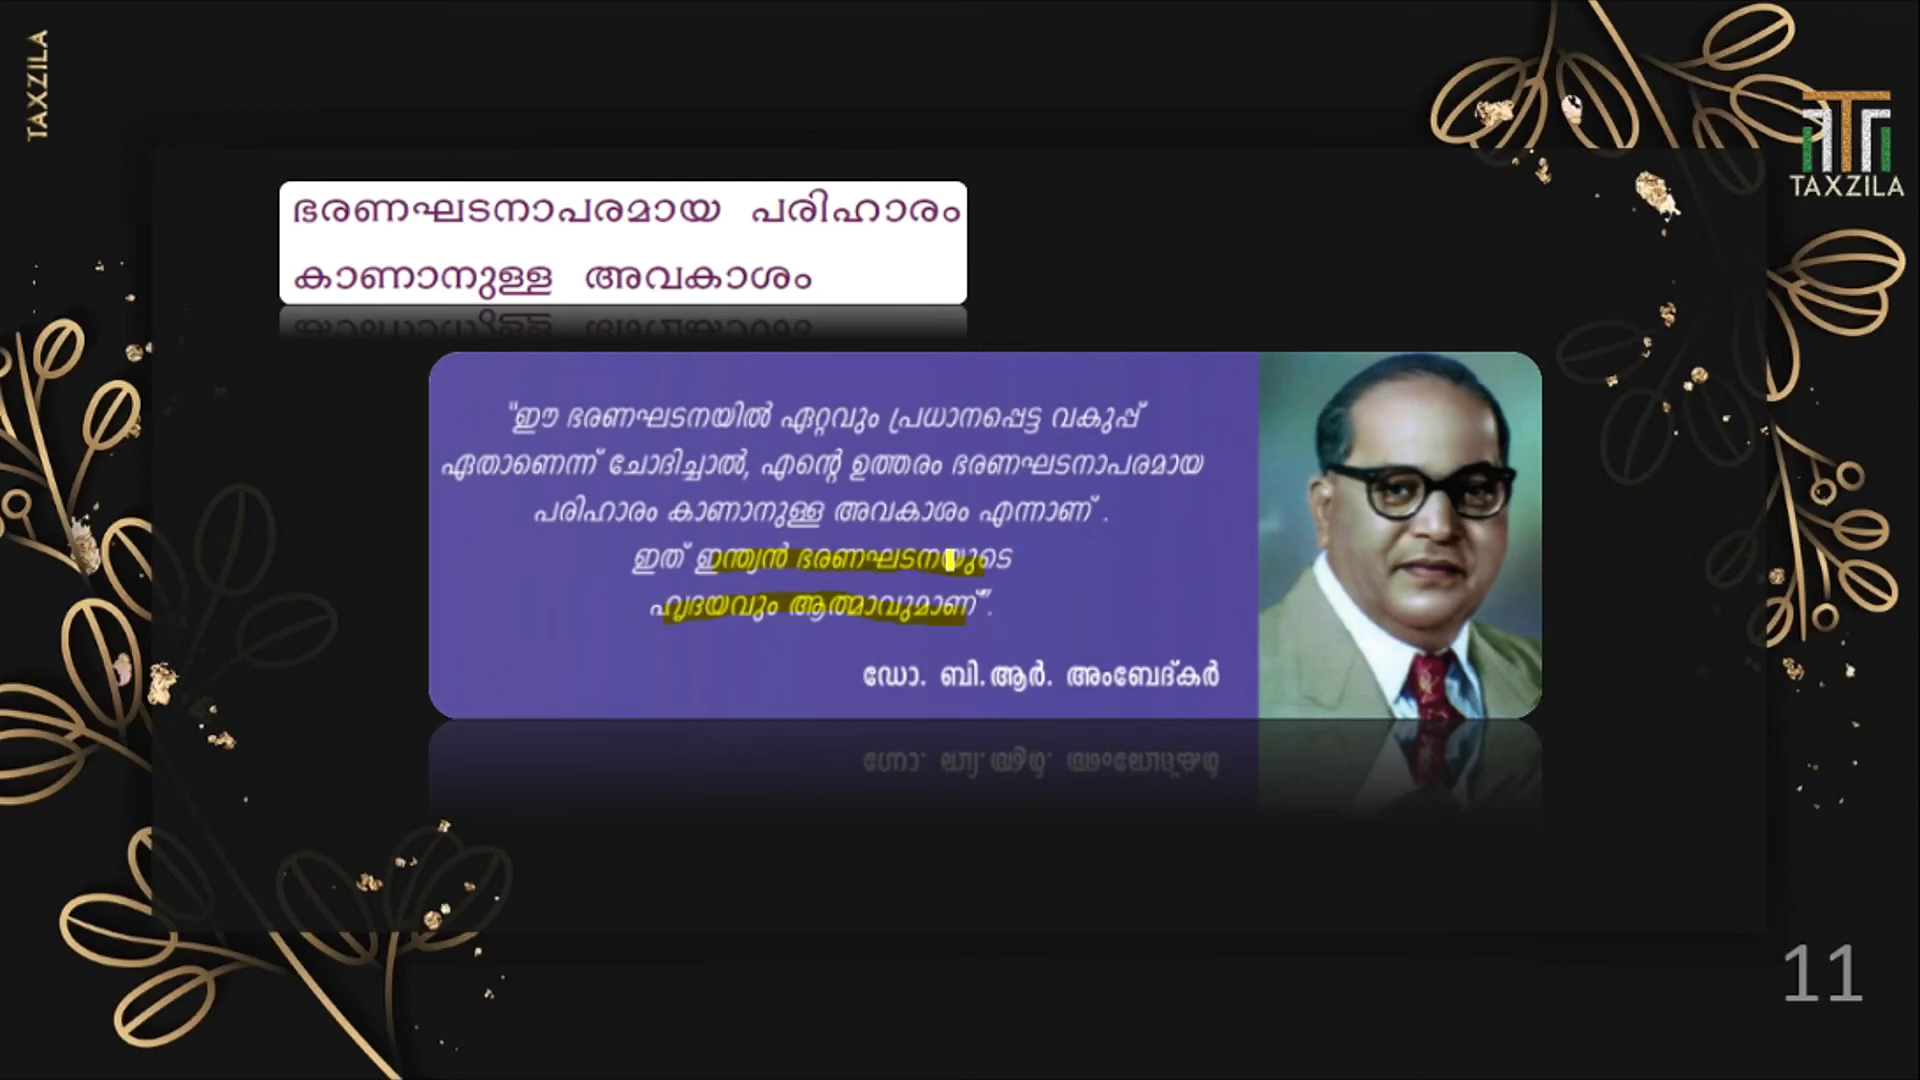 TAXZILA
TAXZILA
ഭരണഘടനാപരമായ പരിഹാരം
കാണാനുള്ള അവകാശം
"ഈ ഭരണഘടനയിൽ ഏറ്റവും പ്രധാനപ്പെട്ട വകുപ്പ്
ഏതാണെന്ന് ചോദിച്ചാൽ, എന്റെ ഉത്തരം ഭരണഘടനാപരമായ
പരിഹാരം കാണാനുള്ള അവകാശം എന്നാണ് .
ഇത് ഇന്ത്യൻ ഭരണഘടനയുടെ
ഹൃദയവും ആത്മാവുമാണ്".
ഡോ. ബി.ആർ. അംബേദ്കർ
11